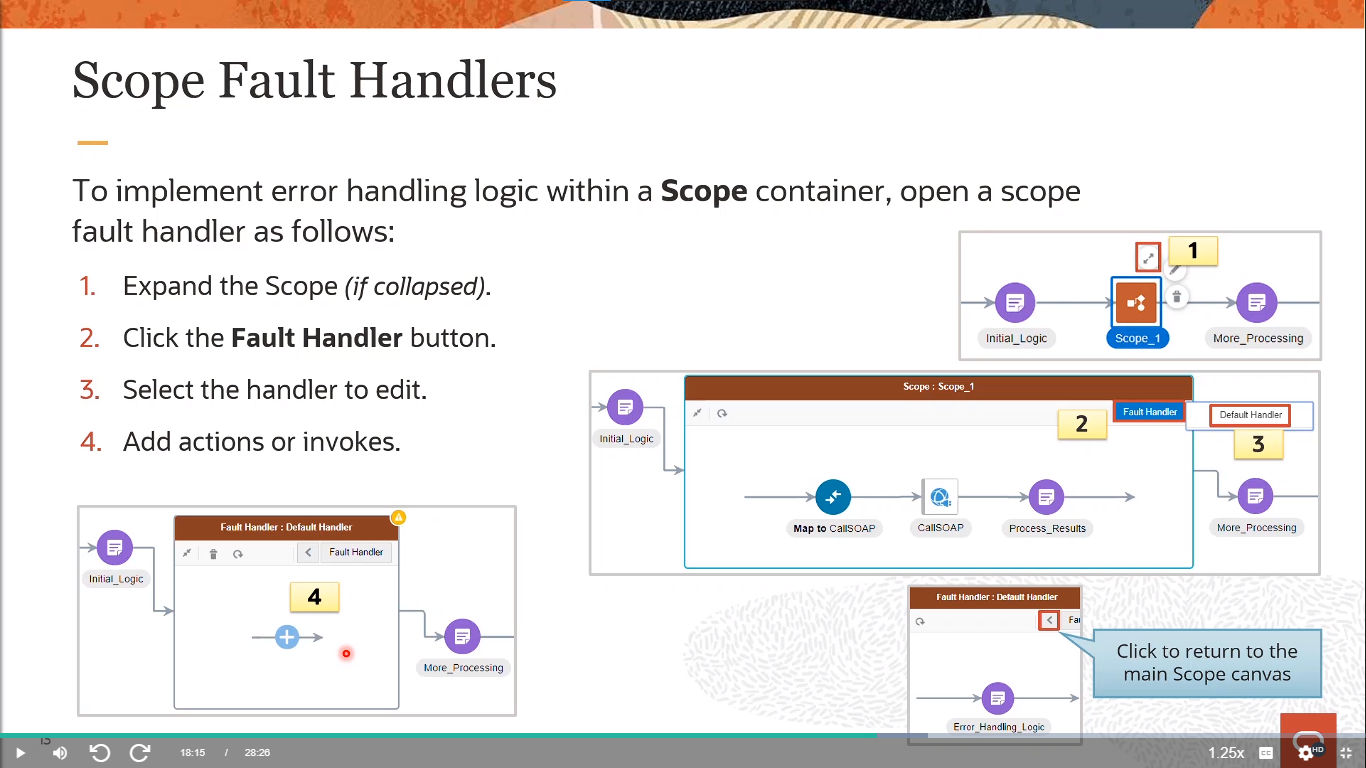 Scope Fault Handlers
To implement error handling logic within a Scope container, open a scope
fault handler as follows:
1. Expand the Scope (if collapsed).
2. Click the Fault Handler button.
3. Select the handler to edit.
4. Add actions or invokes.
1
Initial_Logic
Scope_1
More_Processing
Scope : Scope_1
Fault Handler
Default Handler
2
3
Initial_Logic
Map to CallSOAP
CallSOAP
Process_Results
More_Processing
Fault Handler : Default Handler
Fault Handler
Initial_Logic
4
More_Processing
Fault Handler : Default Handler
Fau
Click to return to the
main Scope canvas
Error_Handling_Logic
18:15 / 28:26
1.25x
CC
HD